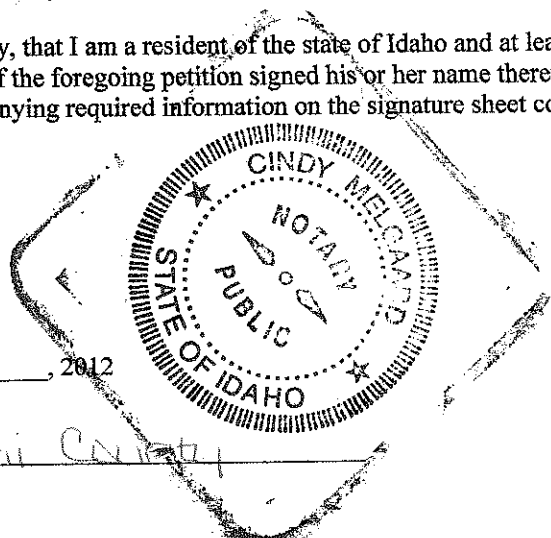 y, that I am a resident of the state of Idaho and at lea
f the foregoing petition signed his or her name there
nying required information on the signature sheet co
CINDY MELGAARD
NOTARY
PUBLIC
STATE OF IDAHO
, 2012